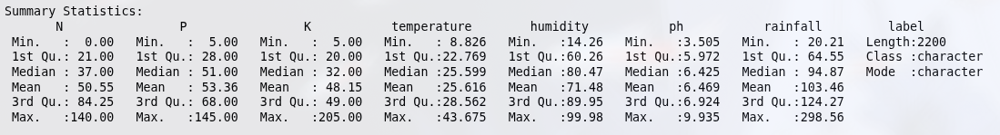 Summary Statistics:
       N                P                K           temperature        humidity           ph           rainfall         label
 Min.   :  0.00   Min.   :  5.00   Min.   :  5.00   Min.   : 8.826   Min.   :14.26   Min.   :3.505   Min.   : 20.21   Length:2200
 1st Qu.: 21.00   1st Qu.: 28.00   1st Qu.: 20.00   1st Qu.:22.769   1st Qu.:60.26   1st Qu.:5.972   1st Qu.: 64.55   Class :character
 Median : 37.00   Median : 51.00   Median : 32.00   Median :25.599   Median :80.47   Median :6.425   Median : 94.87   Mode  :character
 Mean   : 50.55   Mean   : 53.36   Mean   : 48.15   Mean   :25.616   Mean   :71.48   Mean   :6.469   Mean   :103.46
 3rd Qu.: 84.25   3rd Qu.: 68.00   3rd Qu.: 49.00   3rd Qu.:28.562   3rd Qu.:89.95   3rd Qu.:6.924   3rd Qu.:124.27
 Max.   :140.00   Max.   :145.00   Max.   :205.00   Max.   :43.675   Max.   :99.98   Max.   :9.935   Max.   :298.56